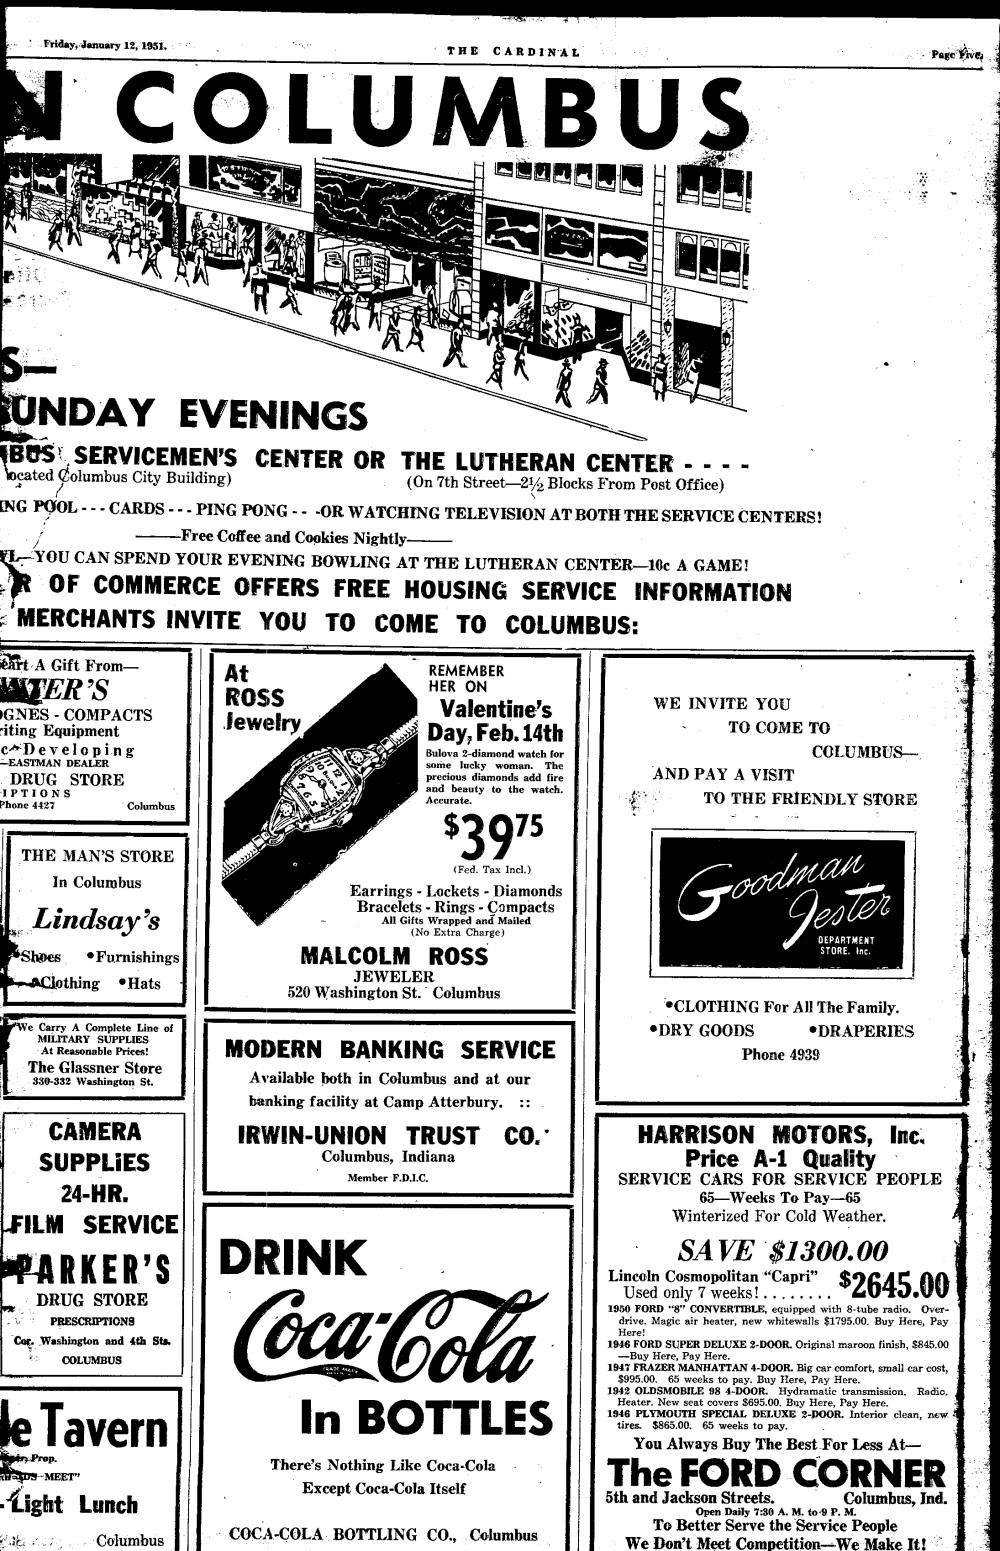 Friday, January 12, 1951.
THE CARDINAL
Page Five
N COLUMBUS
S—
UNDAY EVENINGS
BUS SERVICEMEN'S CENTER OR THE LUTHERAN CENTER - - - -
located Columbus City Building)
(On 7th Street—2½ Blocks From Post Office)
ING POOL - - - CARDS - - - PING PONG - - -OR WATCHING TELEVISION AT BOTH THE SERVICE CENTERS!
——Free Coffee and Cookies Nightly——
YOU CAN SPEND YOUR EVENING BOWLING AT THE LUTHERAN CENTER—10c A GAME!
R OF COMMERCE OFFERS FREE HOUSING SERVICE INFORMATION
MERCHANTS INVITE YOU TO COME TO COLUMBUS:
eart A Gift From—
ER'S
OGNES - COMPACTS
riting Equipment
Developing
—EASTMAN DEALER
DRUG STORE
IPTIONS
Phone 4427 Columbus
THE MAN'S STORE
In Columbus
Lindsay's
•Shoes •Furnishings
•Clothing •Hats
We Carry A Complete Line of
MILITARY SUPPLIES
At Reasonable Prices!
The Glassner Store
330-332 Washington St.
CAMERA
SUPPLiES
24-HR.
FILM SERVICE
PARKER'S
DRUG STORE
PRESCRIPTIONS
Cor. Washington and 4th Sts.
COLUMBUS
le Tavern
Prop.
MEET"
Light Lunch
Columbus
At
ROSS
Jewelry
REMEMBER
HER ON
Valentine's
Day, Feb. 14th
Bulova 2-diamond watch for
some lucky woman. The
precious diamonds add fire
and beauty to the watch.
Accurate.
$39 75
(Fed. Tax Incl.)
Earrings - Lockets - Diamonds
Bracelets - Rings - Compacts
All Gifts Wrapped and Mailed
(No Extra Charge)
MALCOLM ROSS
JEWELER
520 Washington St. Columbus
MODERN BANKING SERVICE
Available both in Columbus and at our
banking facility at Camp Atterbury. ::
IRWIN-UNION TRUST CO.
Columbus, Indiana
Member F.D.I.C.
DRINK
Coca-Cola
TRADE MARK
In BOTTLES
There's Nothing Like Coca-Cola
Except Coca-Cola Itself
COCA-COLA BOTTLING CO., Columbus
WE INVITE YOU
TO COME TO
COLUMBUS—
AND PAY A VISIT
TO THE FRIENDLY STORE
Goodman
Jester
DEPARTMENT
STORE, Inc.
•CLOTHING For All The Family.
•DRY GOODS •DRAPERIES
Phone 4939
HARRISON MOTORS, Inc.
Price A-1 Quality
SERVICE CARS FOR SERVICE PEOPLE
65—Weeks To Pay—65
Winterized For Cold Weather.
SAVE $1300.00
Lincoln Cosmopolitan "Capri"
Used only 7 weeks! . . . . . . . . $2645.00
1950 FORD "8" CONVERTIBLE, equipped with 8-tube radio. Over-
drive. Magic air heater, new whitewalls $1795.00. Buy Here, Pay
Here!
1946 FORD SUPER DELUXE 2-DOOR. Original maroon finish, $845.00
—Buy Here, Pay Here.
1947 FRAZER MANHATTAN 4-DOOR. Big car comfort, small car cost,
$995.00. 65 weeks to pay. Buy Here, Pay Here.
1942 OLDSMOBILE 98 4-DOOR. Hydramatic transmission. Radio.
Heater. New seat covers $695.00. Buy Here, Pay Here.
1946 PLYMOUTH SPECIAL DELUXE 2-DOOR. Interior clean, new
tires. $865.00. 65 weeks to pay.
You Always Buy The Best For Less At—
The FORD CORNER
5th and Jackson Streets. Columbus, Ind.
Open Daily 7:30 A. M. to 9 P. M.
To Better Serve the Service People
We Don't Meet Competition—We Make It!